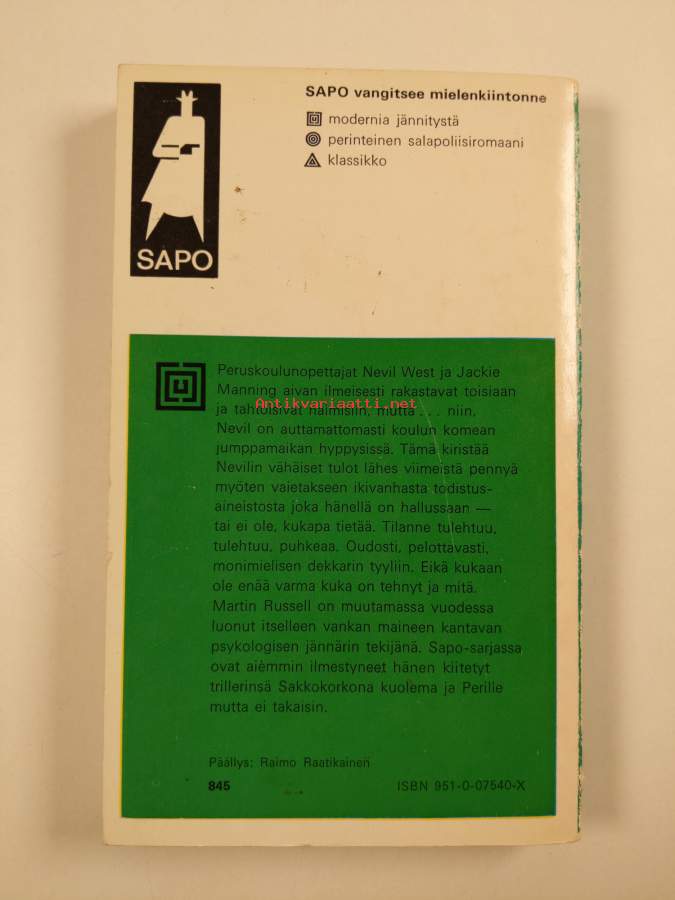 SAPO vangitsee mielenkiintonne
modernia jännitystä
perinteinen salapoliisiromaani
klassikko
SAPO
Peruskoulunopettajat Nevil West ja Jackie
Manning aivan ilmeisesti rakastavat toisiaan
Antikvariaatti.net
ja tahtoisivat naimisiin, mutta . . . niin.
Nevil on auttamattomasti koulun komean
jumppamaikan hyppysissä. Tämä kiristää
Nevilin vähäiset tulot lähes viimeistä pennyä
myöten vaietakseen ikivanhasta todistus-
aineistosta joka hänellä on hallussaan —
tai ei ole, kukapa tietää. Tilanne tulehtuu,
tulehtuu, puhkeaa. Oudosti, pelottavasti,
monimielisen dekkarin tyyliin. Eikä kukaan
ole enää varma kuka on tehnyt ja mitä.
Martin Russell on muutamassa vuodessa
luonut itselleen vankan maineen kantavan
psykologisen jännärin tekijänä. Sapo-sarjassa
ovat aiemmin ilmestyneet hänen kiitetyt
trillerinsä Sakkokorkona kuolema ja Perille
mutta ei takaisin.
Päällys: Raimo Raatikainen
845 ISBN 951-0-07540-X